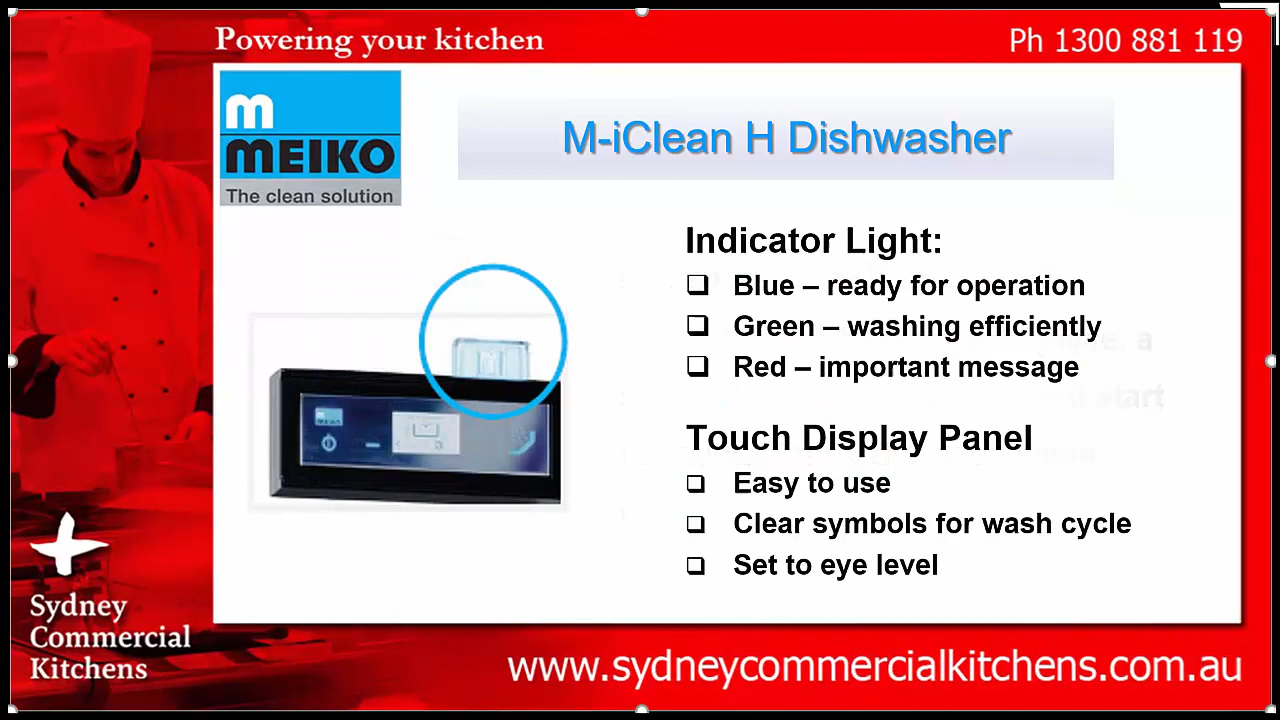 Powering your kitchen
Ph 1300 881 119
m
MEIKO
The clean solution
M-iClean H Dishwasher
Indicator Light:
❑ Blue – ready for operation
❑ Green – washing efficiently
❑ Red – important message
Touch Display Panel
❑ Easy to use
❑ Clear symbols for wash cycle
❑ Set to eye level
Sydney
Commercial
Kitchens
www.sydneycommercialkitchens.com.au